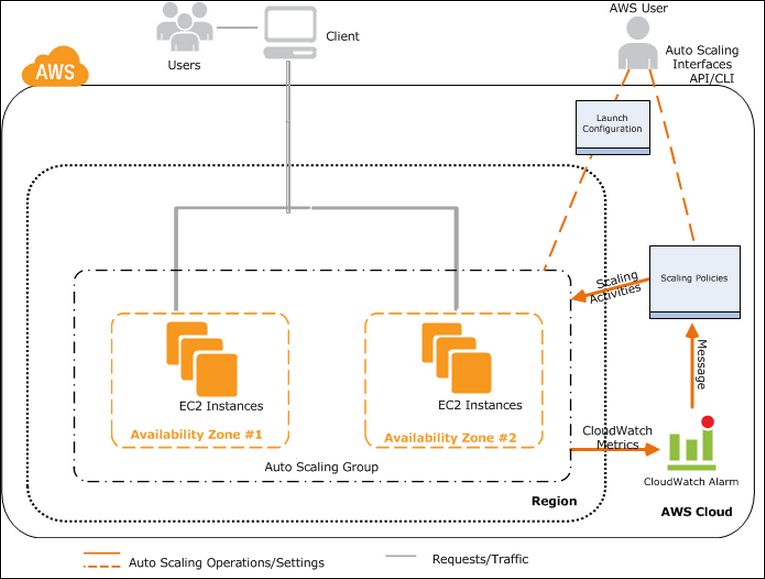 AWS User
Client
Users
Auto Scaling
Interfaces
API/CLI
AWS
Launch
Configuration
Scaling
Activities
Scaling Policies
Message
EC2 Instances
EC2 Instances
Availability Zone #1
Availability Zone #2
CloudWatch
Metrics
Auto Scaling Group
CloudWatch Alarm
Region
AWS Cloud
Auto Scaling Operations/Settings
Requests/Traffic